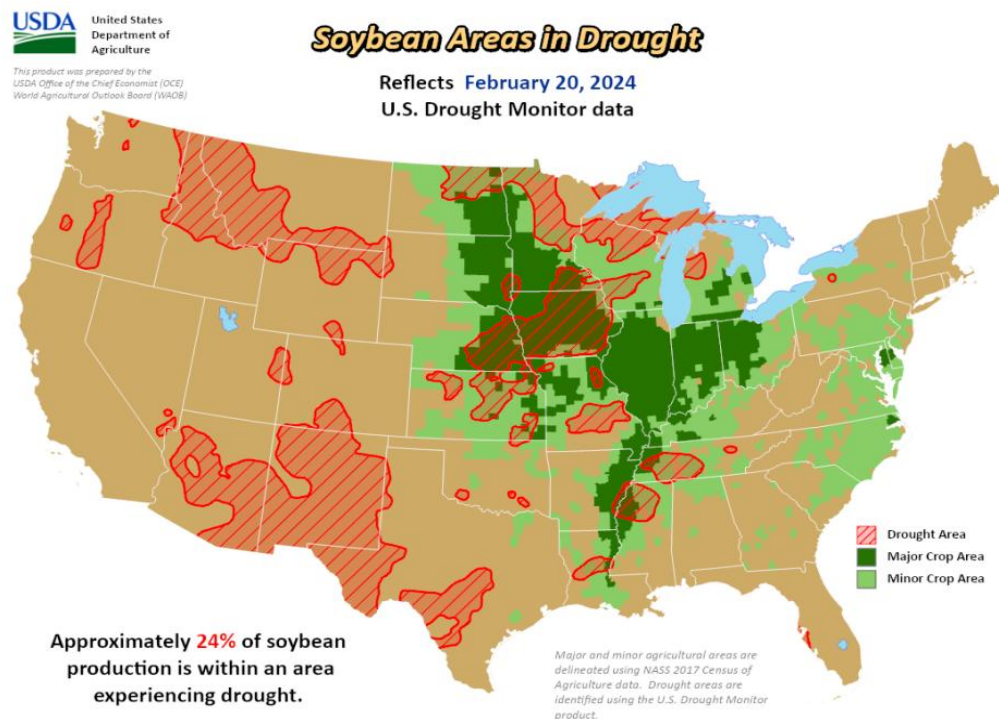 USDA
United States
Department of
Agriculture
This product was prepared by the
USDA Office of the Chief Economist (OCE)
World Agricultural Outlook Board (WAOB)
Soybean Areas in Drought
Reflects February 20, 2024
U.S. Drought Monitor data
Drought Area
Major Crop Area
Minor Crop Area
Approximately 24% of soybean
production is within an area
experiencing drought.
Major and minor agricultural areas are
delineated using NASS 2017 Census of
Agriculture data. Drought areas are
identified using the U.S. Drought Monitor
product.